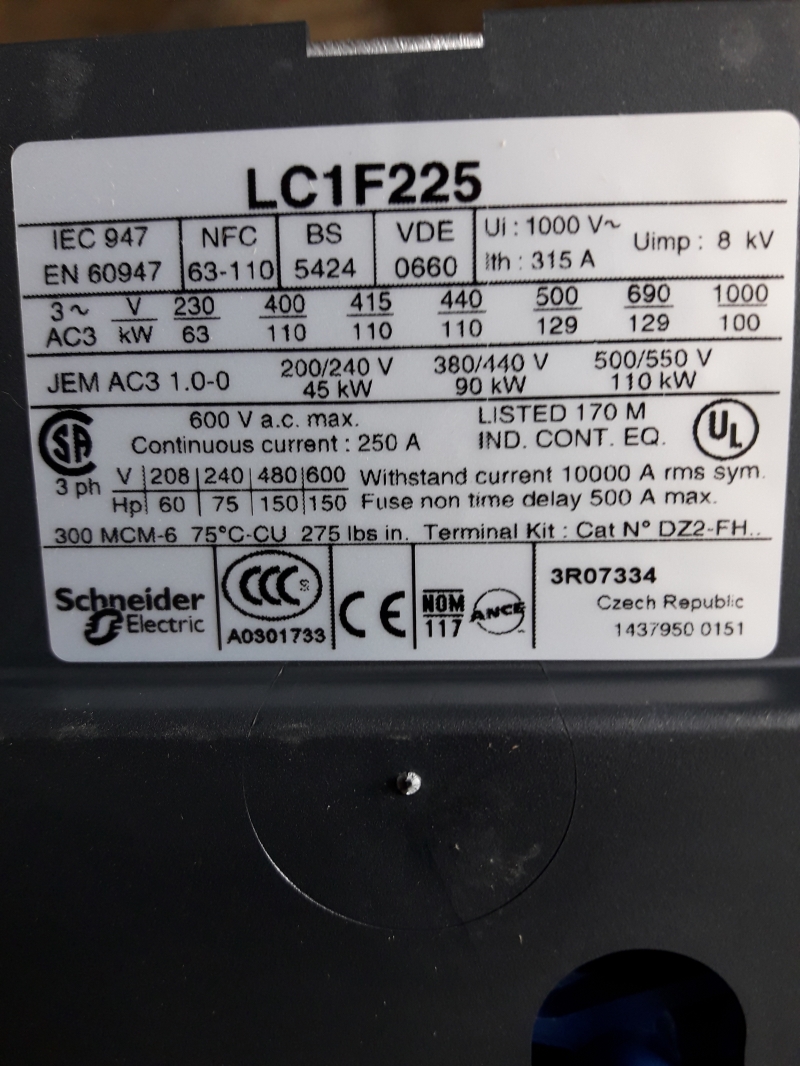 LC1F225
IEC 947 NFC BS VDE Ui : 1000 V~ Uimp : 8 kV
EN 60947 63-110 5424 0660 Ith : 315 A
3~ V 230 400 415 440 500 690 1000
AC3 kW 63 110 110 110 129 129 100
JEM AC3 1.0-0 200/240 V 380/440 V 500/550 V
45 kW 90 kW 110 kW
SA 600 V a.c. max. LISTED 170 M UL
Continuous current : 250 A IND. CONT. EQ.
3 ph V 208 240 480 600 Withstand current 10000 A rms sym.
Hp 60 75 150 150 Fuse non time delay 500 A max.
300 MCM-6 75°C-CU 275 lbs in. Terminal Kit : Cat N° DZ2-FH..
Schneider CCC S CE NOM ANCE 3R07334
Electric A0301733 117 Czech Republic
1437950 0151